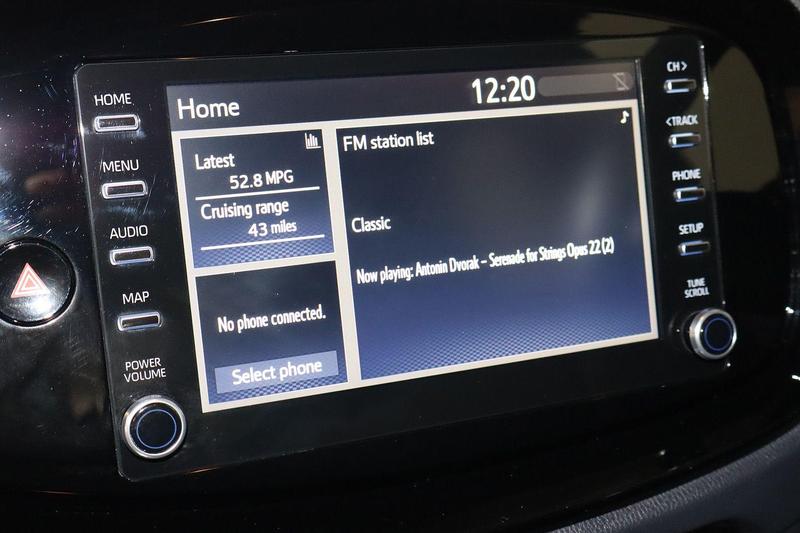 HOME
MENU
AUDIO
MAP
POWER
VOLUME
Home
12:20
Latest
52.8 MPG
Cruising range
43 miles
No phone connected.
Select phone
FM station list
Classic
Now playing: Antonin Dvorak – Serenade for Strings Opus 22 (2)
CH >
< TRACK
PHONE
SETUP
TUNE
SCROLL